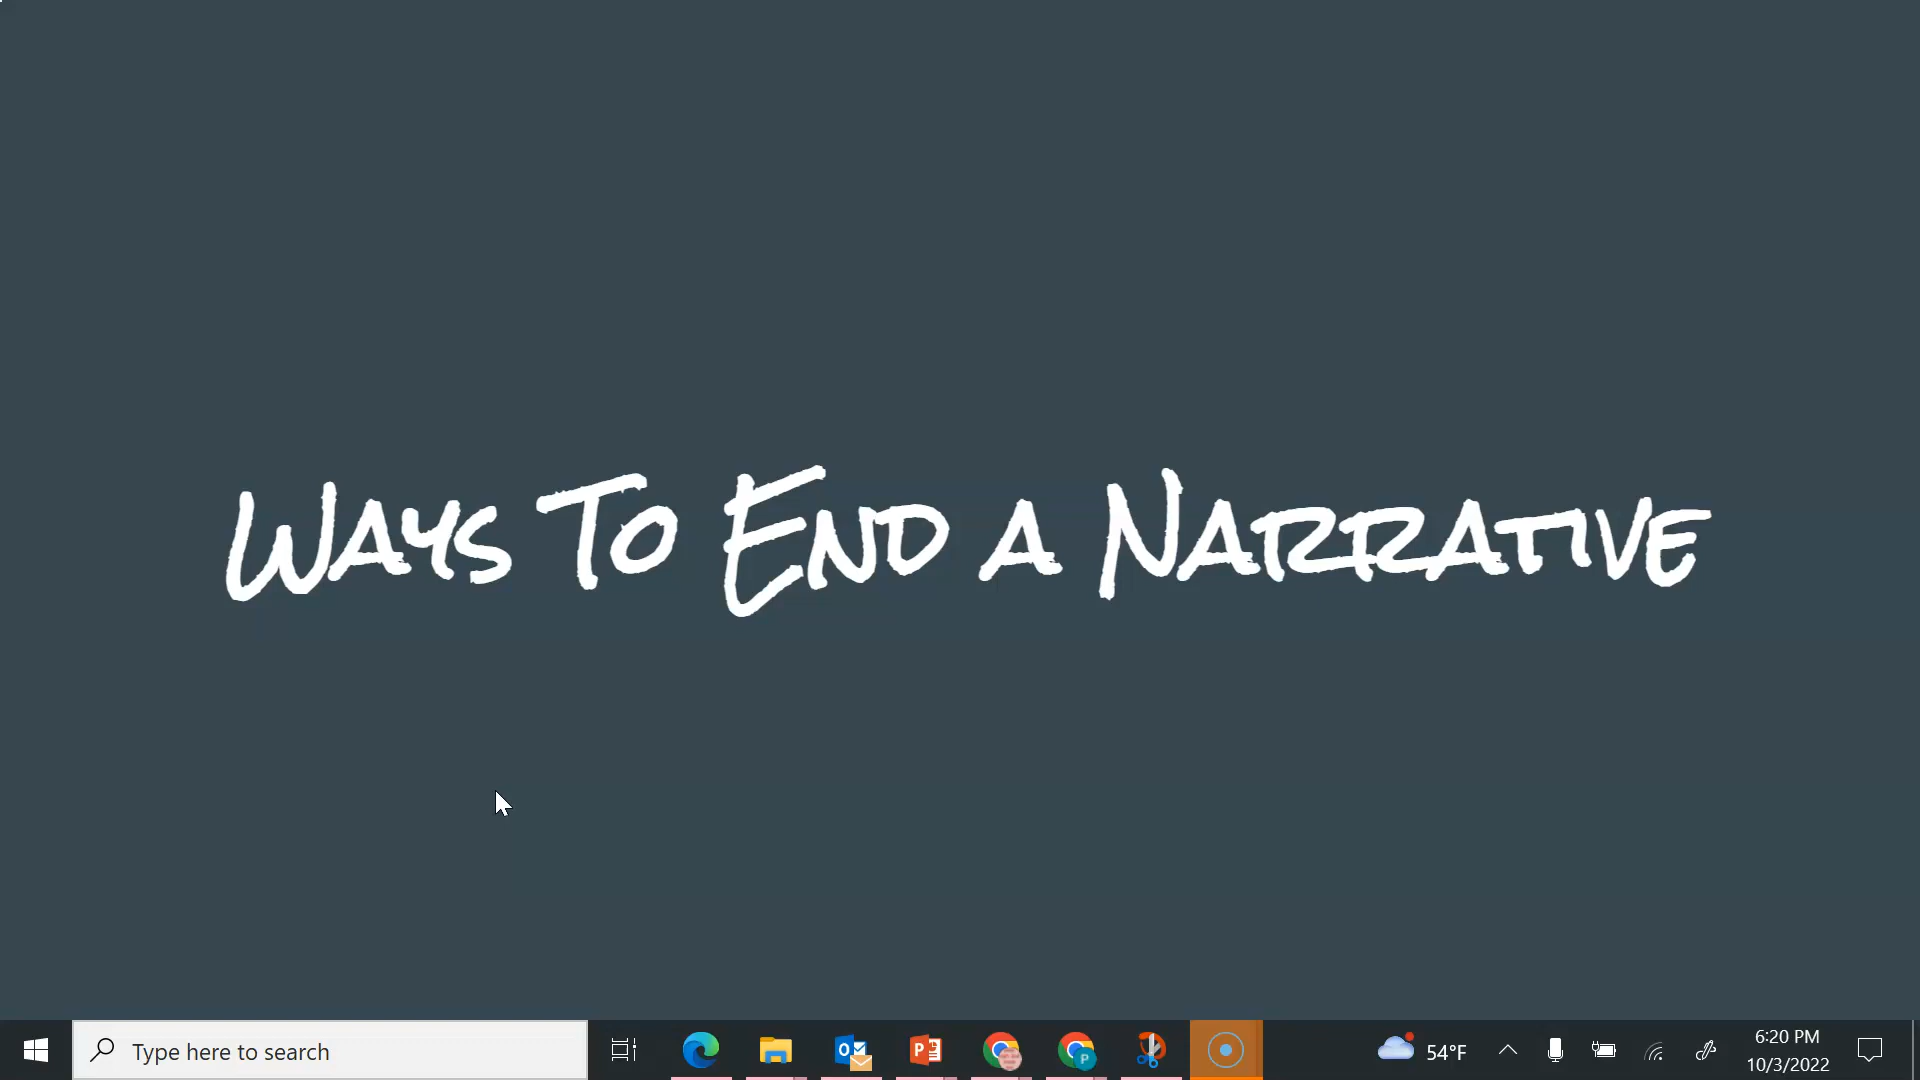 Ways To End a Narrative
Type here to search
54°F
6:20 PM
10/3/2022